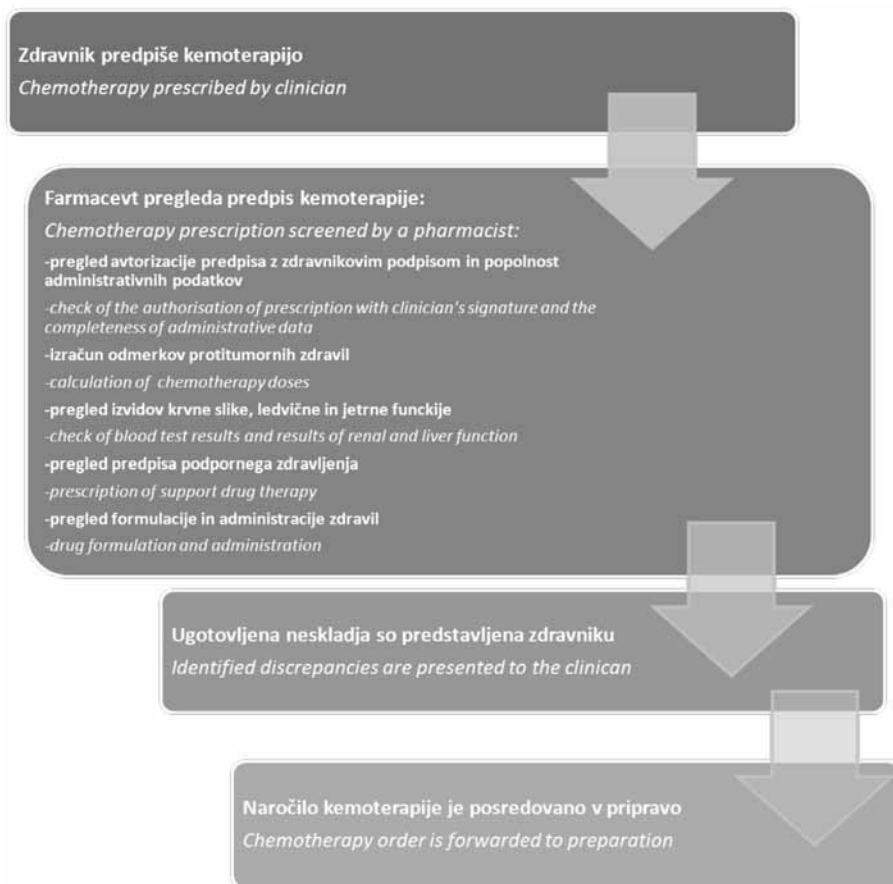 Zdravnik predpiše kemoterapijo
Chemotherapy prescribed by clinician
Farmacevt pregleda predpis kemoterapije:
Chemotherapy prescription screened by a pharmacist:
-pregled avtorizacije predpisa z zdravnikovim podpisom in popolnost
administrativnih podatkov
-check of the authorisation of prescription with clinician's signature and the
completeness of administrative data
-izračun odmerkov protitumornih zdravil
-calculation of chemotherapy doses
-pregled izvidov krvne slike, ledvične in jetrne funckije
-check of blood test results and results of renal and liver function
-pregled predpisa podpornega zdravljenja
-prescription of support drug therapy
-pregled formulacije in administracije zdravil
-drug formulation and administration
Ugotovljena neskladja so predstavljena zdravniku
Identified discrepancies are presented to the clinican
Naročilo kemoterapije je posredovano v pripravo
Chemotherapy order is forwarded to preparation